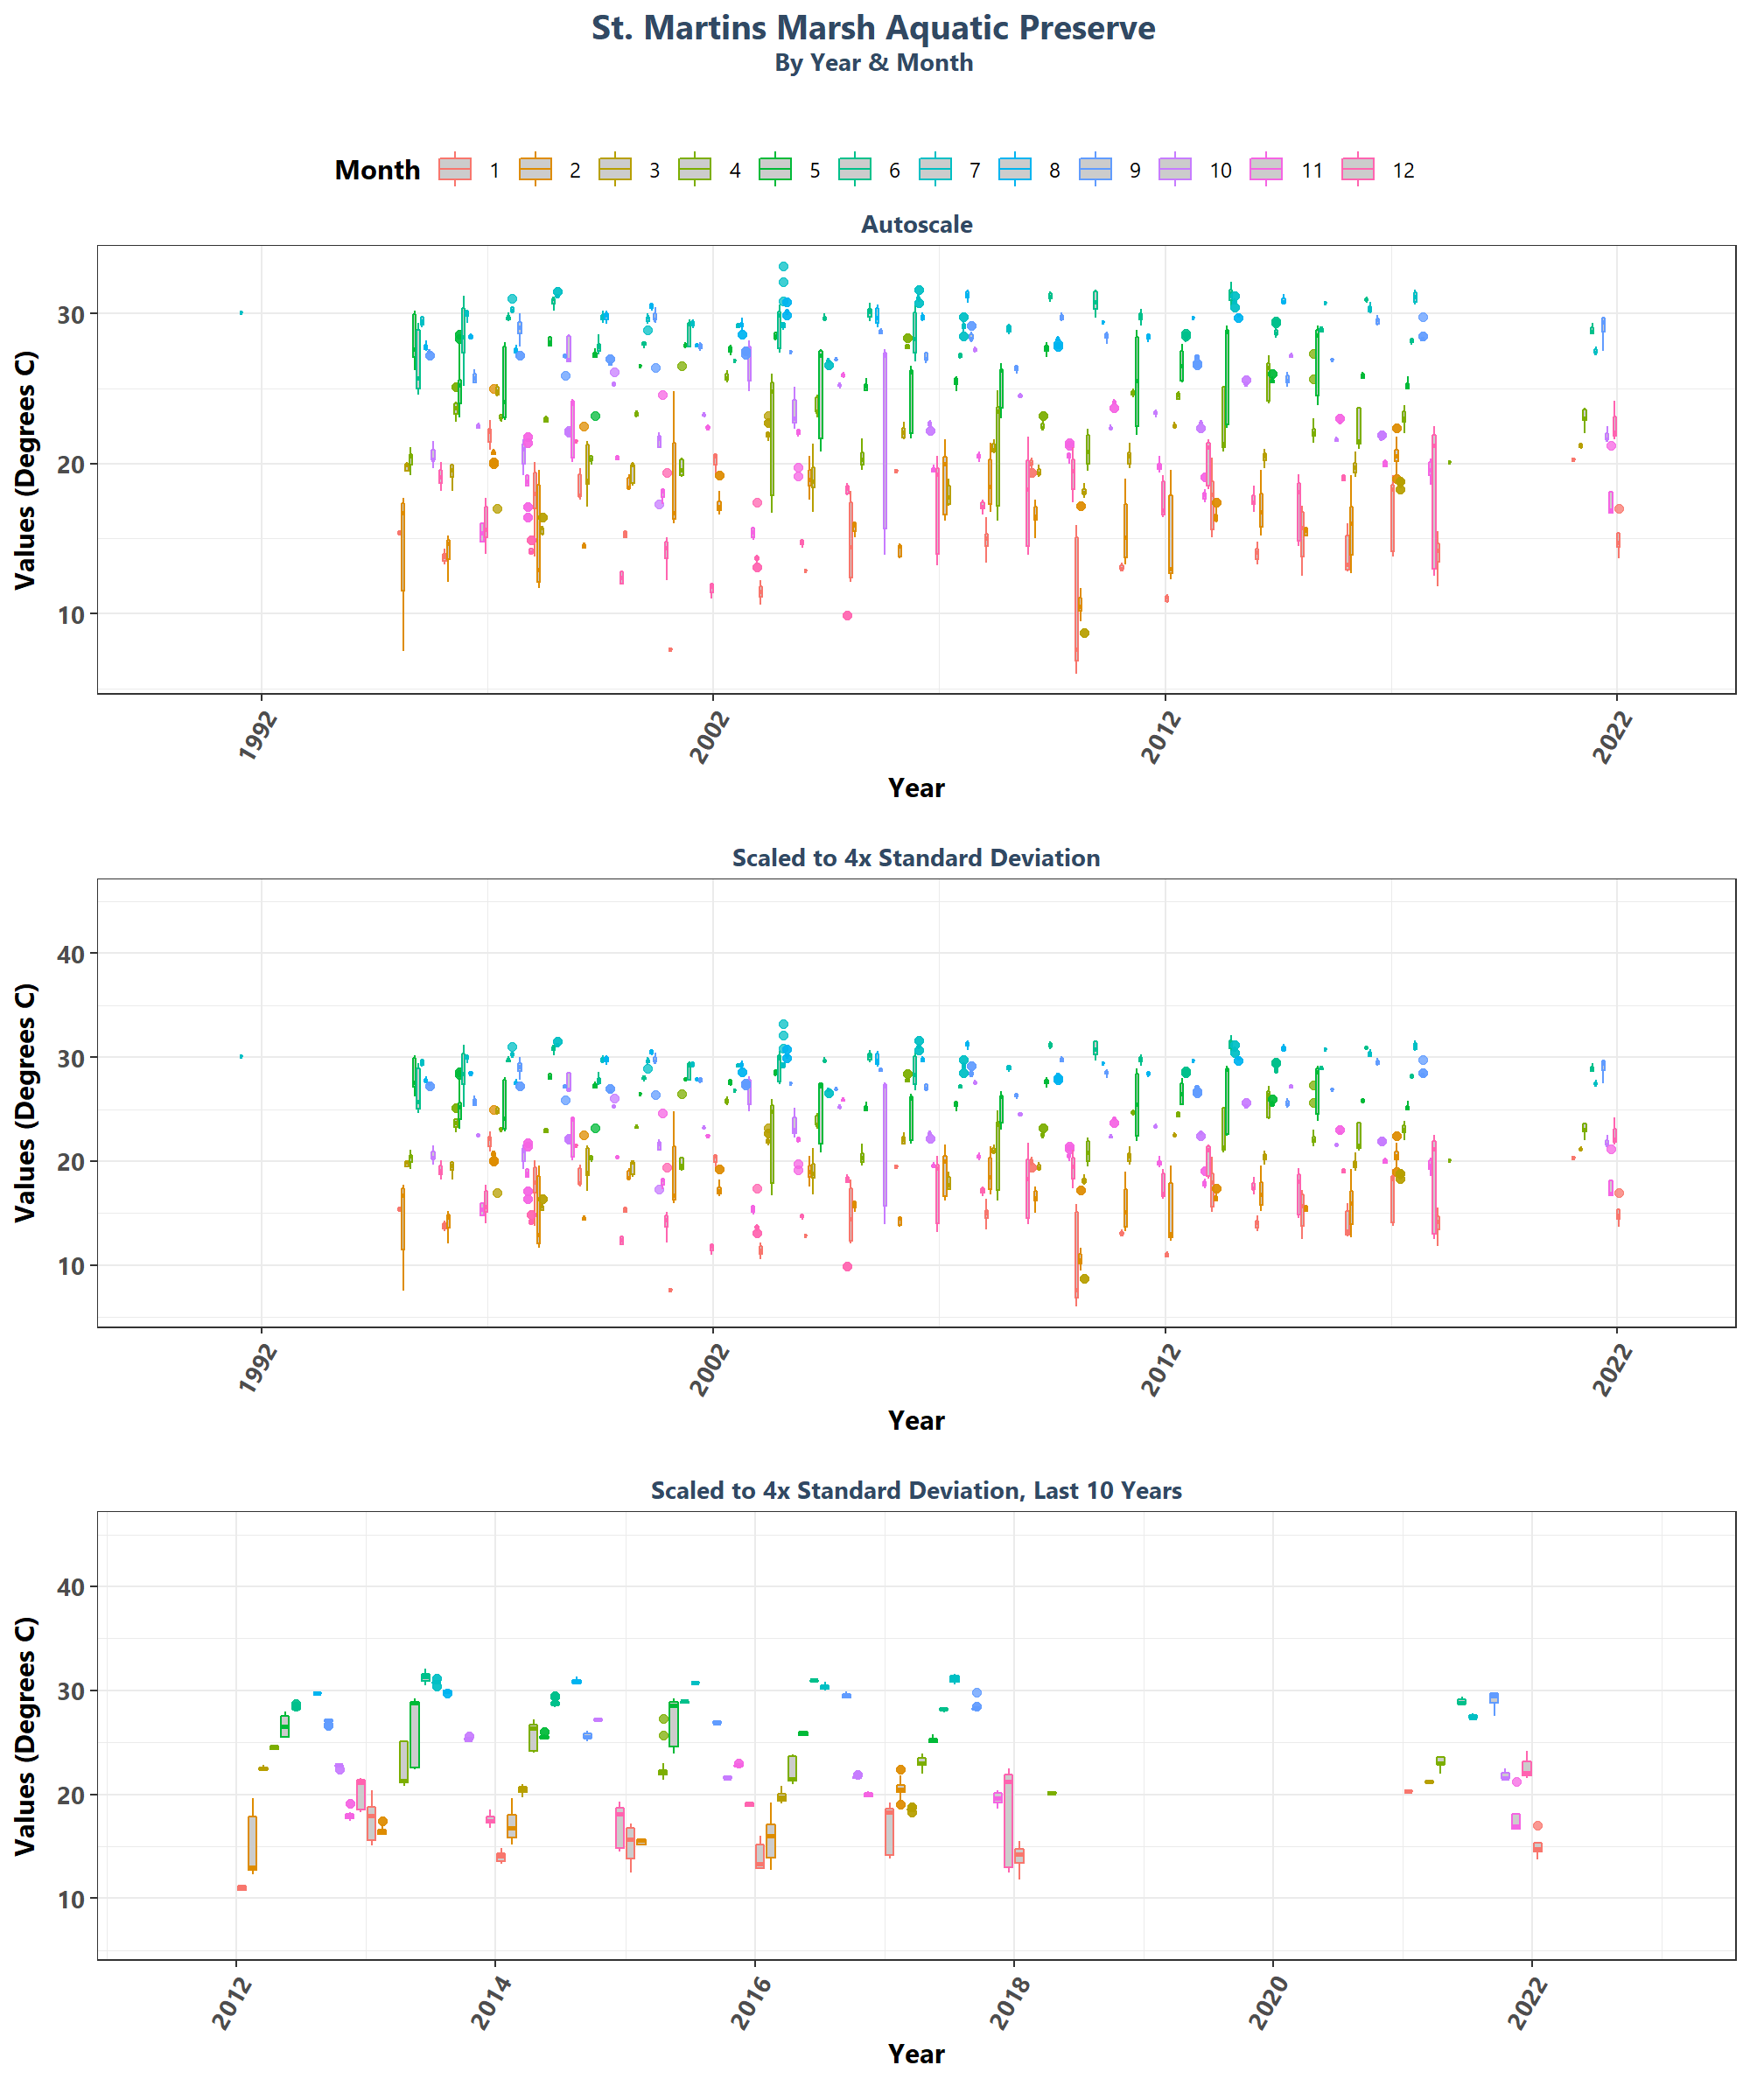 St. Martins Marsh Aquatic Preserve
By Year & Month
Month 1 2 3 4 5 6 7 8 9 10 11 12
Autoscale
Values (Degrees C)
30
20
10
1992 2002 2012 2022
Year
Scaled to 4x Standard Deviation
Values (Degrees C)
40
30
20
10
1992 2002 2012 2022
Year
Scaled to 4x Standard Deviation, Last 10 Years
Values (Degrees C)
40
30
20
10
2012 2014 2016 2018 2020 2022
Year